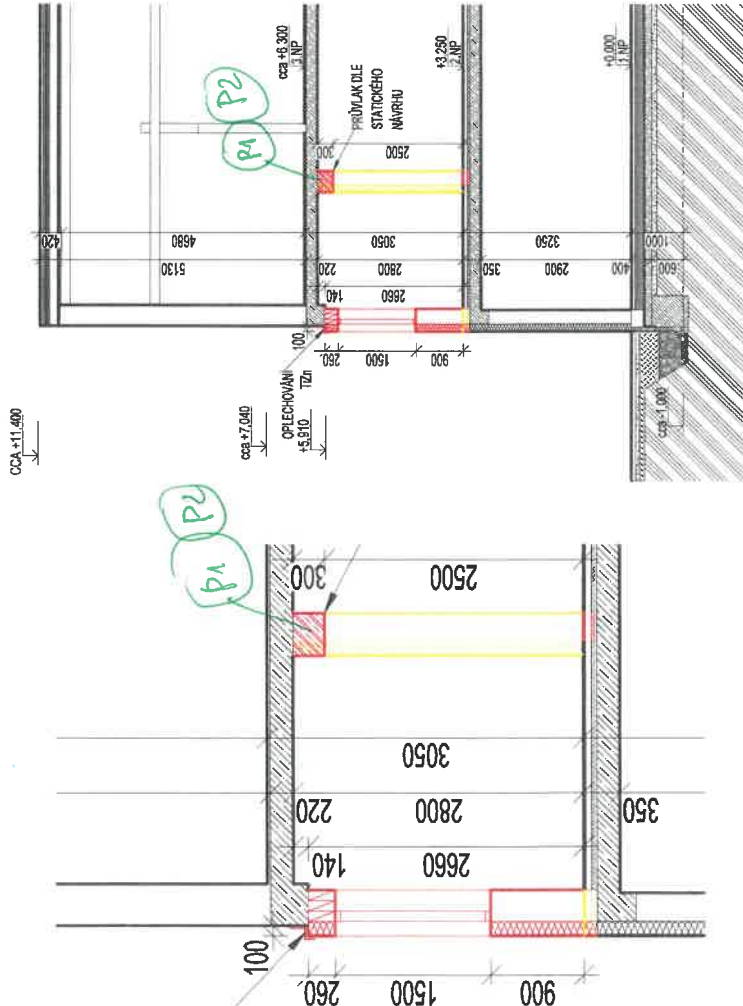 cca +6,300
3.NP
+3,250
2.NP
±0,000
1.NP
P2
P1
PRŮVLAK DLE
STATICKÉHO
NÁVRHU
300
2500
420
4680
3050
3250
1000
5130
220
2800
350
2900
400
600
140
2660
100
260
1500
900
OPLECHOVÁNÍ
TiZn
+5,910
CCA +11,400
cca +7,040
cca -1,000
P2
P1
300
2500
3050
220
2800
350
140
2660
100
260
1500
900